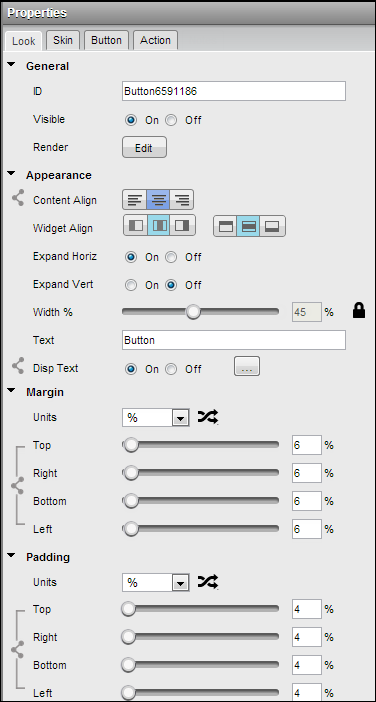 Properties
Look Skin Button Action
General
ID Button6591186
Visible On Off
Render Edit
Appearance
Content Align
Widget Align
Expand Horiz On Off
Expand Vert On Off
Width % 45 %
Text Button
Disp Text On Off ...
Margin
Units %
Top 6 %
Right 6 %
Bottom 6 %
Left 6 %
Padding
Units %
Top 4 %
Right 4 %
Bottom 4 %
Left 4 %